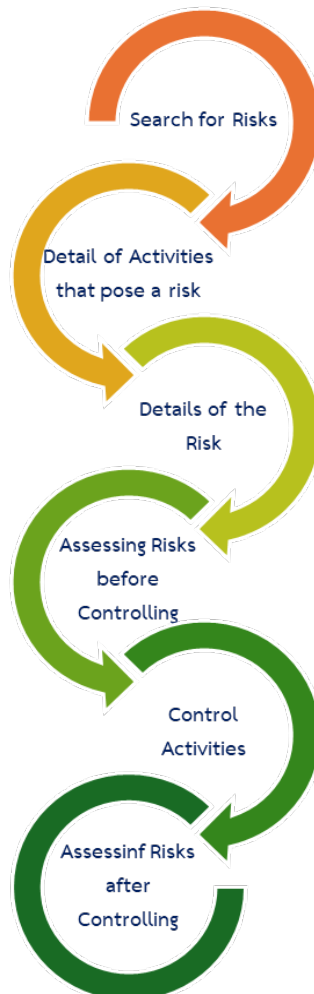 Search for Risks
Detail of Activities
that pose a risk
Details of the
Risk
Assessing Risks
before
Controlling
Control
Activities
Assessinf Risks
after
Controlling